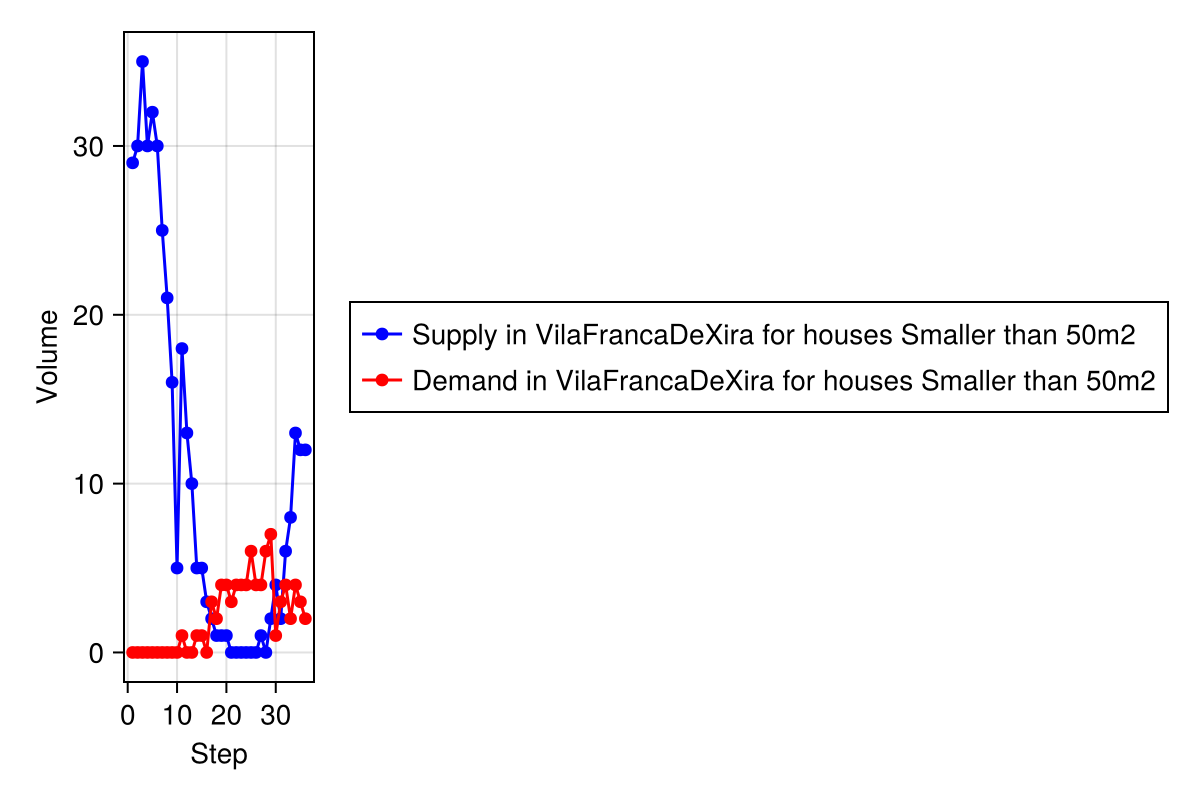 30
20
10
0
Volume
0 10 20 30
Step
Supply in VilaFrancaDeXira for houses Smaller than 50m2
Demand in VilaFrancaDeXira for houses Smaller than 50m2